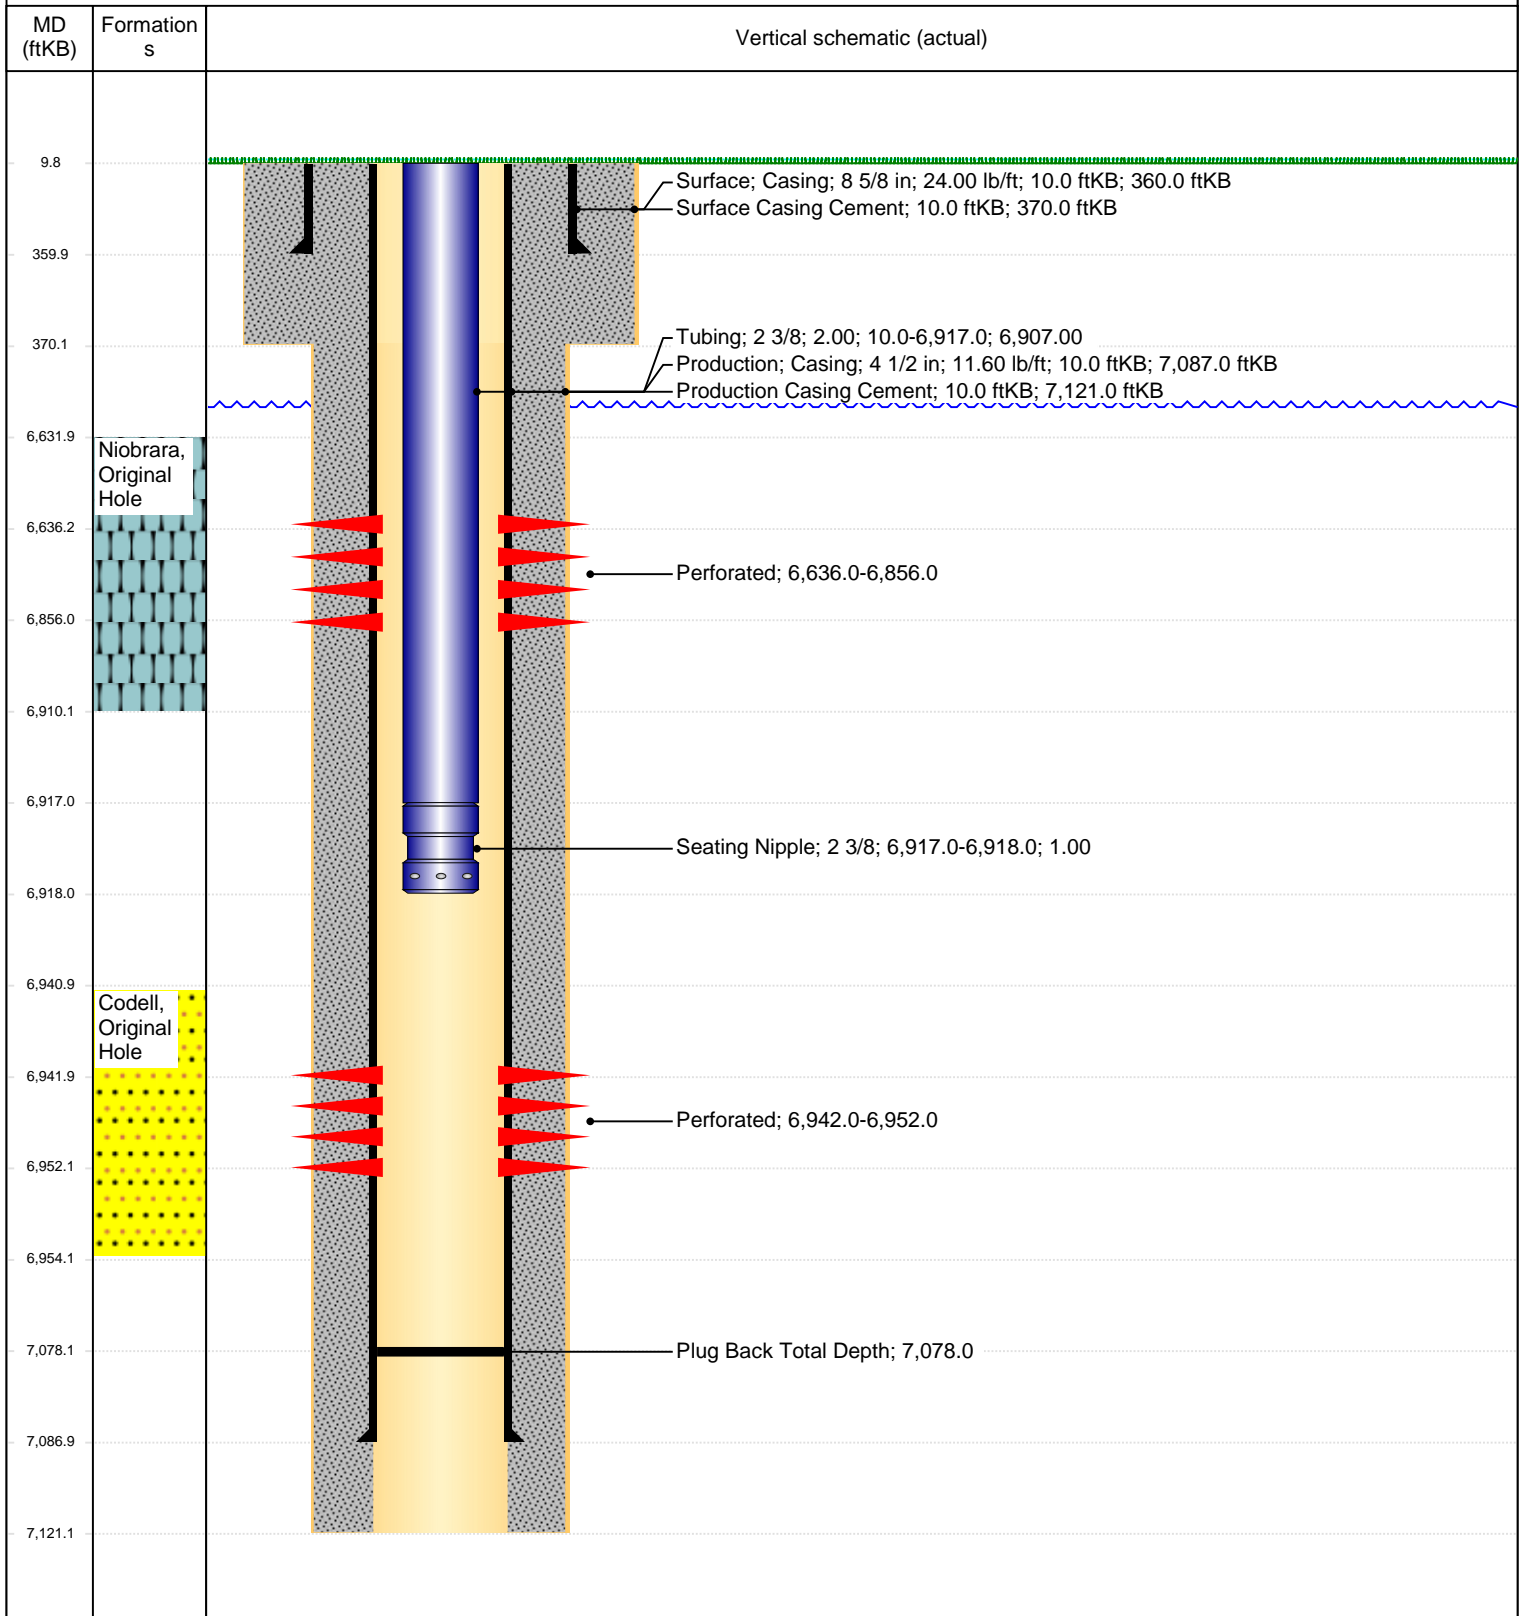 MD
(ftKB)
Formation
s
Vertical schematic (actual)
9.8
Surface; Casing; 8 5/8 in; 24.00 lb/ft; 10.0 ftKB; 360.0 ftKB
Surface Casing Cement; 10.0 ftKB; 370.0 ftKB
359.9
370.1
Tubing; 2 3/8; 2.00; 10.0-6,917.0; 6,907.00
Production; Casing; 4 1/2 in; 11.60 lb/ft; 10.0 ftKB; 7,087.0 ftKB
Production Casing Cement; 10.0 ftKB; 7,121.0 ftKB
6,631.9
Niobrara,
Original
Hole
6,636.2
Perforated; 6,636.0-6,856.0
6,856.0
6,910.1
6,917.0
Seating Nipple; 2 3/8; 6,917.0-6,918.0; 1.00
6,918.0
6,940.9
Codell,
Original
Hole
6,941.9
Perforated; 6,942.0-6,952.0
6,952.1
6,954.1
7,078.1
Plug Back Total Depth; 7,078.0
7,086.9
7,121.1